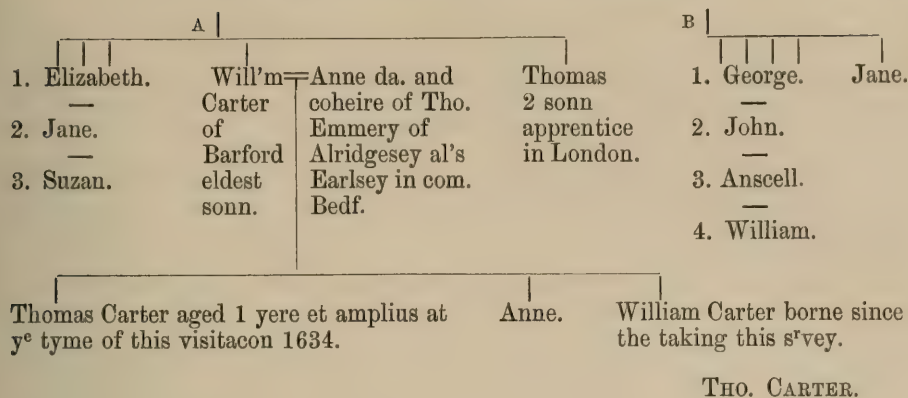 A
B
1. Elizabeth.
—
2. Jane.
—
3. Suzan.
Will'm=Anne da. and
Carter
of
Barford
eldest
sonn.
coheire of Tho.
Emmery of
Alridgesey al's
Earlsey in com.
Bedf.
Thomas
2 sonn
apprentice
in London.
1. George.
—
2. John.
—
3. Anscell.
—
4. William.
Jane.
Thomas Carter aged 1 yere et amplius at
yᵉ tyme of this visitacon 1634.
Anne.
William Carter borne since
the taking this sʳvey.
THO. CARTER.